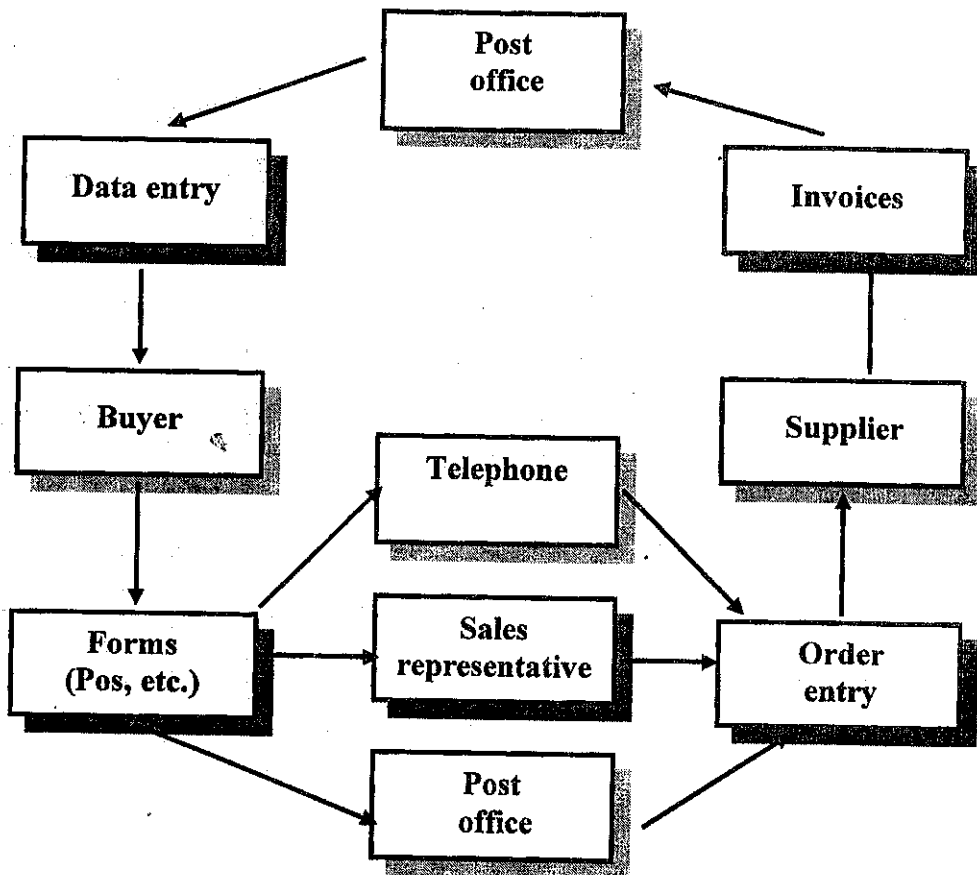 Post
office
Data entry
Invoices
Buyer
Supplier
Telephone
Forms
(Pos, etc.)
Sales
representative
Order
entry
Post
office